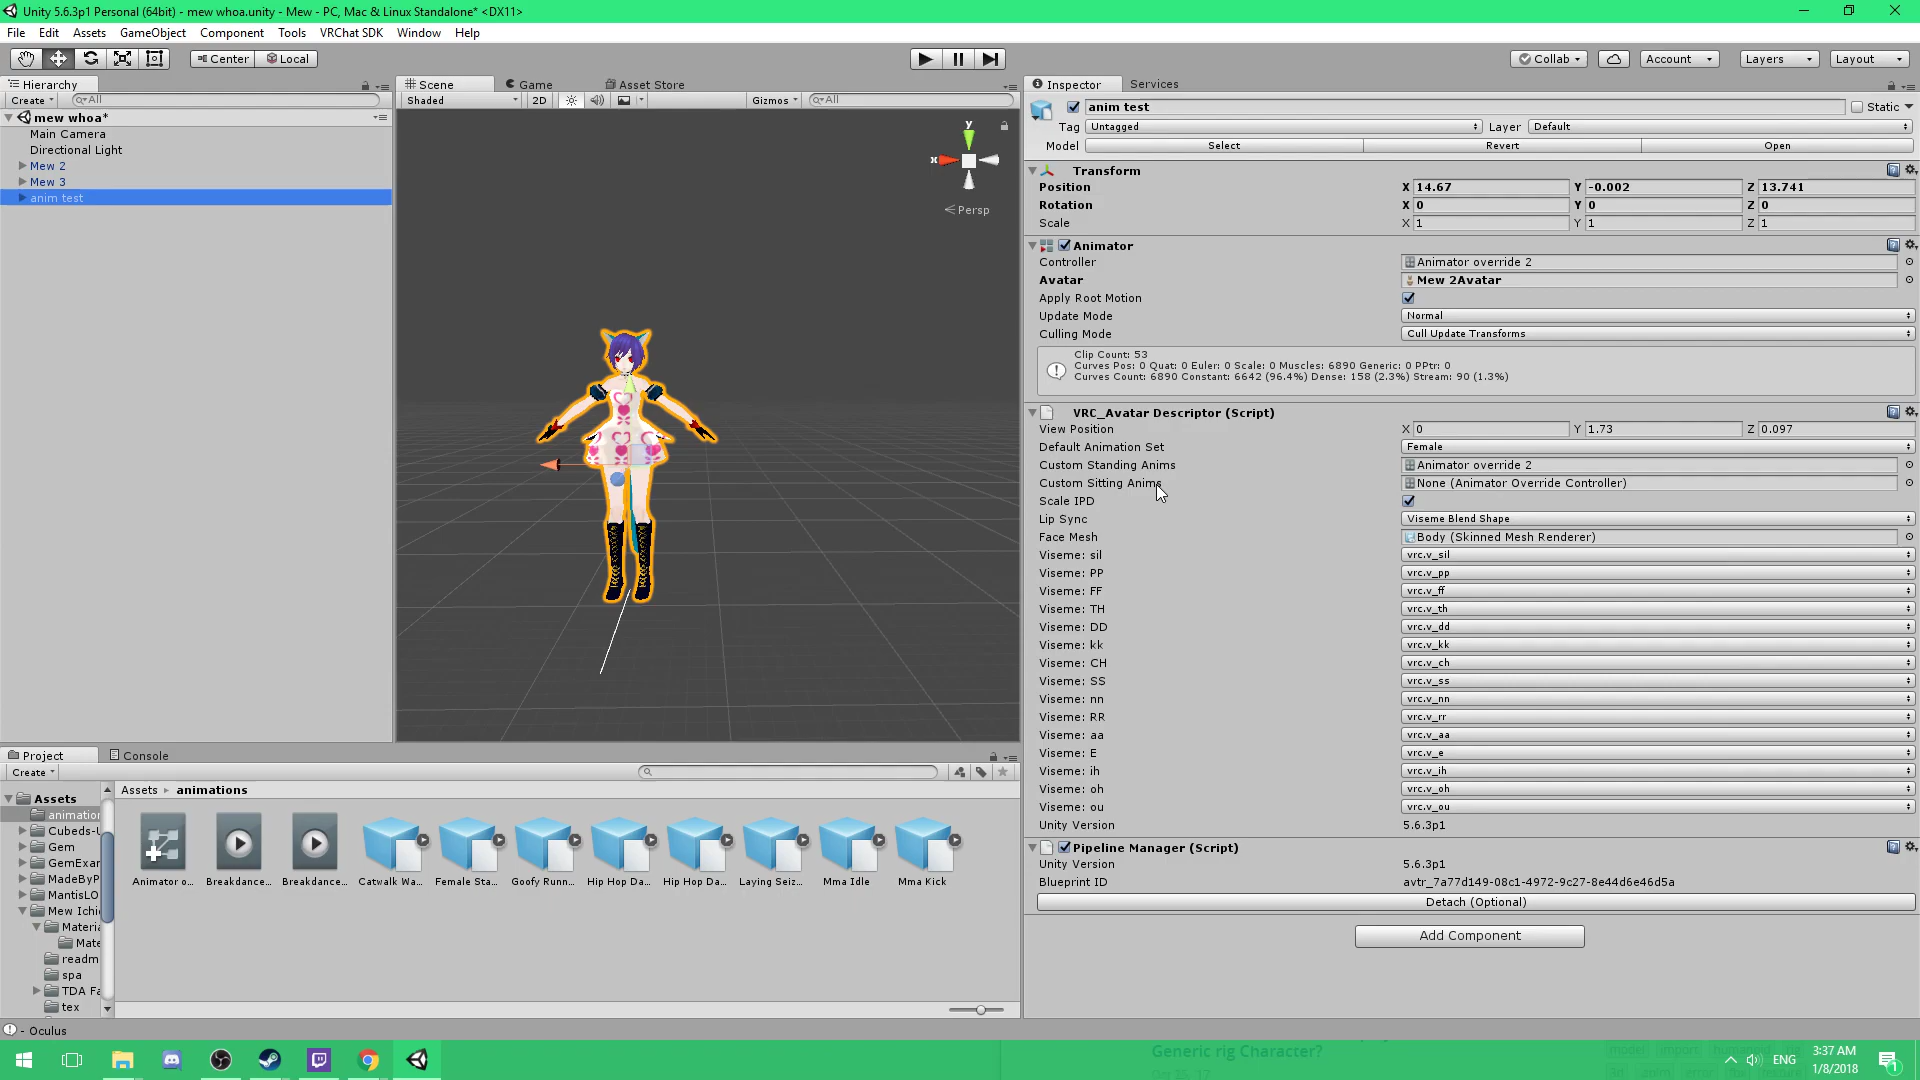 Unity 5.6.3p1 Personal (64bit) - mew whoa.unity - Mew - PC, Mac & Linux Standalone* <DX11>
File Edit Assets GameObject Component Tools VRChat SDK Window Help
Center Local Collab Account Layers Layout
Hierarchy
Create All
mew whoa*
Main Camera
Directional Light
Mew 2
Mew 3
anim test
Scene Game Asset Store
Shaded 2D Gizmos All
y
x
Persp
Inspector Services
anim test Static
Tag Untagged Layer Default
Model Select Revert Open
Transform
Position X 14.67 Y -0.002 Z 13.741
Rotation X 0 Y 0 Z 0
Scale X 1 Y 1 Z 1
Animator
Controller Animator override 2
Avatar Mew 2Avatar
Apply Root Motion
Update Mode Normal
Culling Mode Cull Update Transforms
Clip Count: 53
Curves Pos: 0 Quat: 0 Euler: 0 Scale: 0 Muscles: 6890 Generic: 0 PPtr: 0
Curves Count: 6890 Constant: 6642 (96.4%) Dense: 158 (2.3%) Stream: 90 (1.3%)
VRC_Avatar Descriptor (Script)
View Position X 0 Y 1.73 Z 0.097
Default Animation Set Female
Custom Standing Anims Animator override 2
Custom Sitting Anims None (Animator Override Controller)
Scale IPD
Lip Sync Viseme Blend Shape
Face Mesh Body (Skinned Mesh Renderer)
Viseme: sil vrc.v_sil
Viseme: PP vrc.v_pp
Viseme: FF vrc.v_ff
Viseme: TH vrc.v_th
Viseme: DD vrc.v_dd
Viseme: kk vrc.v_kk
Viseme: CH vrc.v_ch
Viseme: SS vrc.v_ss
Viseme: nn vrc.v_nn
Viseme: RR vrc.v_rr
Viseme: aa vrc.v_aa
Viseme: E vrc.v_e
Viseme: ih vrc.v_ih
Viseme: oh vrc.v_oh
Viseme: ou vrc.v_ou
Unity Version 5.6.3p1
Pipeline Manager (Script)
Unity Version 5.6.3p1
Blueprint ID avtr_7a77d149-08c1-4972-9c27-8e44d6e46d5a
Detach (Optional)
Add Component
Project Console
Create
Assets
animation
Cubeds-U
Gem
GemExar
MadeByP
MantisLO
Mew Ichi
Materia
Mate
readm
spa
TDA Fa
tex
Assets animations
Animator o... Breakdance... Breakdance... Catwalk Wa... Female Sta... Goofy Runn... Hip Hop Da... Hip Hop Da... Laying Seiz... Mma Idle Mma Kick
- Oculus
Generic rig Character?
ENG
3:37 AM
1/8/2018
1